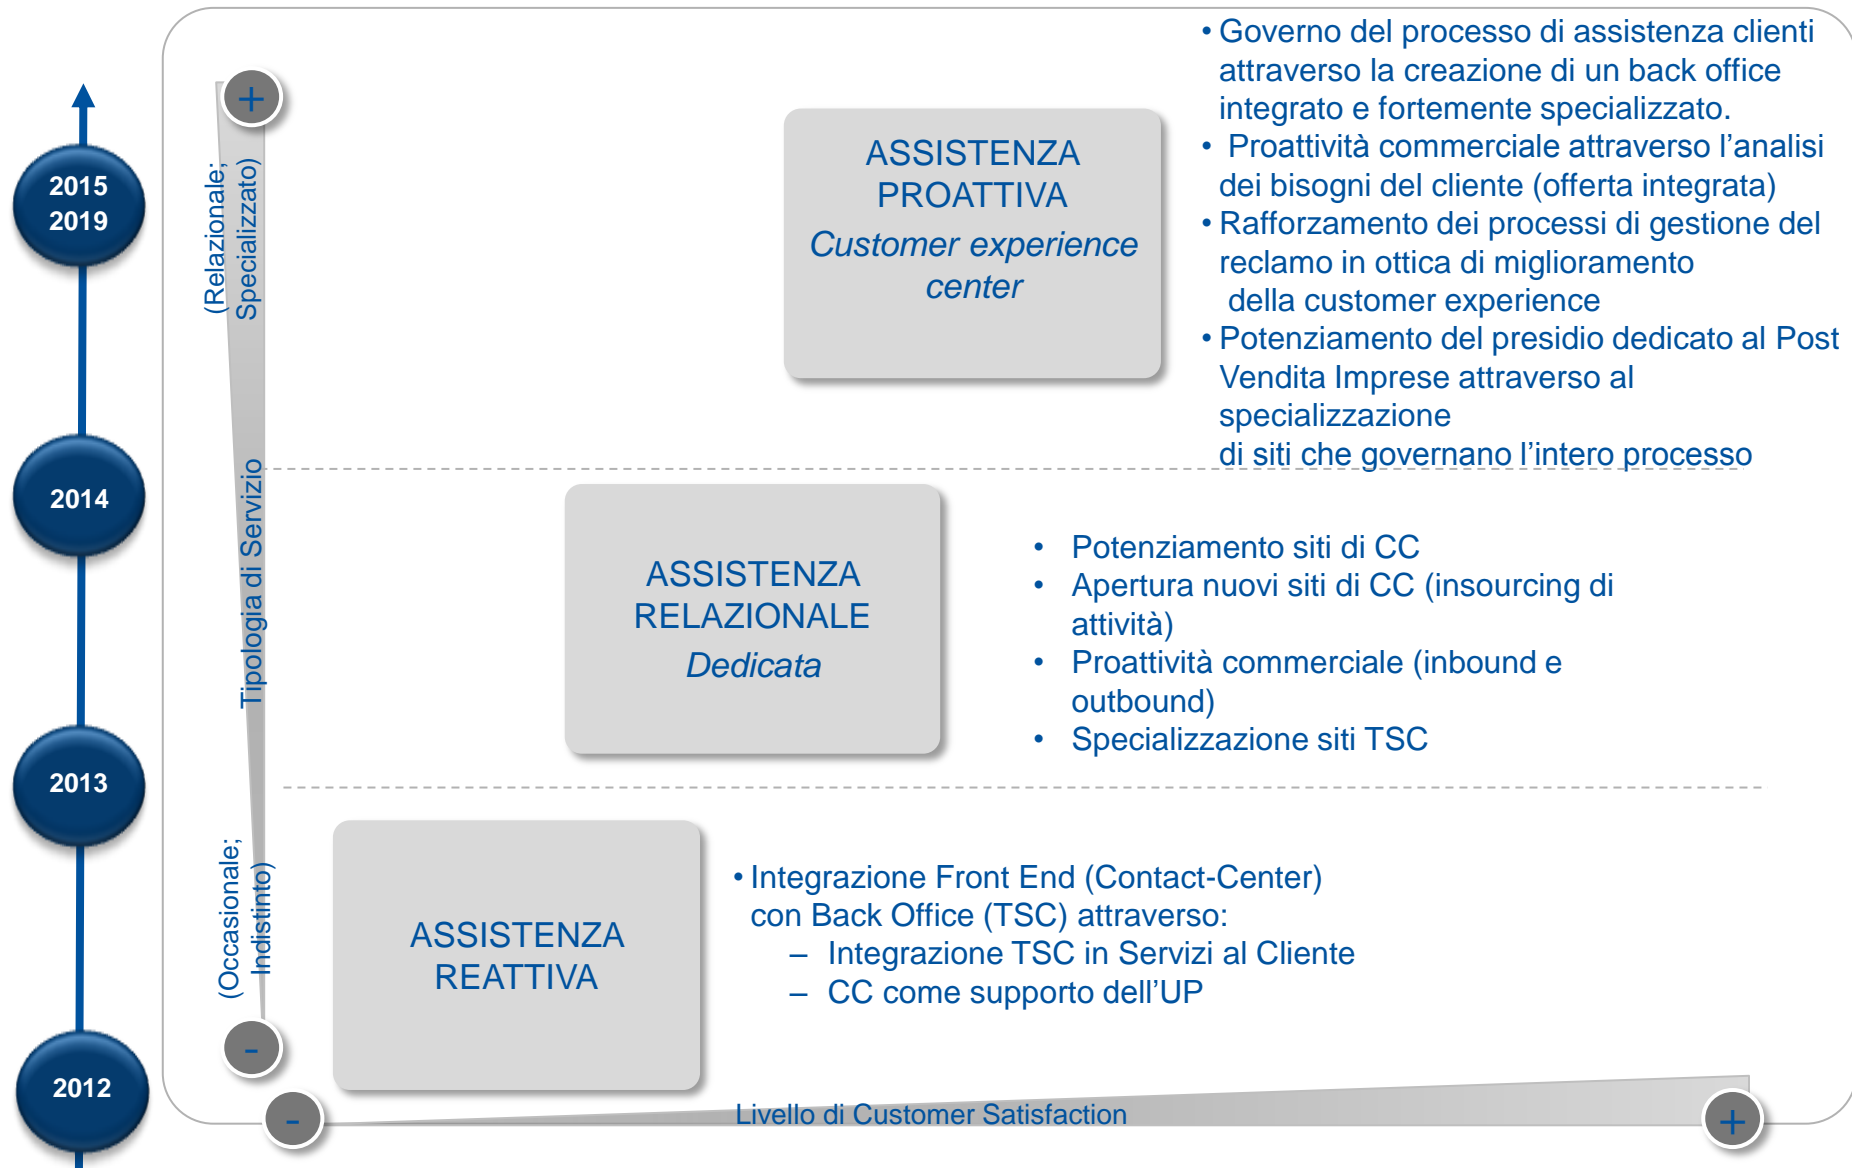 2015
2019
2014
2013
2012
+
(Relazionale;
Specializzato)
Tipologia di Servizio
(Occasionale;
Indistinto)
-
ASSISTENZA
PROATTIVA
Customer experience
center
• Governo del processo di assistenza clienti
attraverso la creazione di un back office
integrato e fortemente specializzato.
• Proattività commerciale attraverso l’analisi
dei bisogni del cliente (offerta integrata)
• Rafforzamento dei processi di gestione del
reclamo in ottica di miglioramento
della customer experience
• Potenziamento del presidio dedicato al Post
Vendita Imprese attraverso al
specializzazione
di siti che governano l’intero processo
ASSISTENZA
RELAZIONALE
Dedicata
• Potenziamento siti di CC
• Apertura nuovi siti di CC (insourcing di
attività)
• Proattività commerciale (inbound e
outbound)
• Specializzazione siti TSC
ASSISTENZA
REATTIVA
• Integrazione Front End (Contact-Center)
con Back Office (TSC) attraverso:
– Integrazione TSC in Servizi al Cliente
– CC come supporto dell’UP
-
Livello di Customer Satisfaction
+